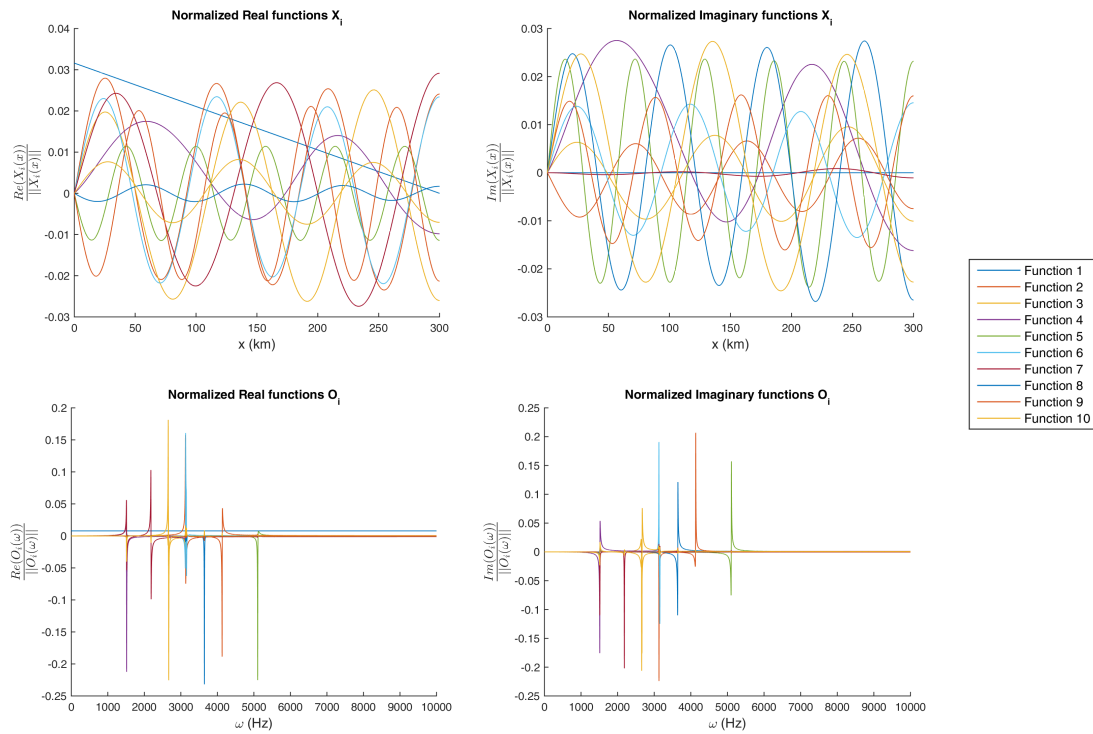 Normalized Real functions X_i
Re(X_i(x))
||X_i(x)||
0.04
0.03
0.02
0.01
0
-0.01
-0.02
-0.03
0 50 100 150 200 250 300
x (km)
Normalized Imaginary functions X_i
Im(X_i(x))
||X_i(x)||
0.03
0.02
0.01
0
-0.01
-0.02
-0.03
0 50 100 150 200 250 300
x (km)
Function 1
Function 2
Function 3
Function 4
Function 5
Function 6
Function 7
Function 8
Function 9
Function 10
Normalized Real functions O_i
Re(O_i(ω))
||O_i(ω)||
0.2
0.15
0.1
0.05
0
-0.05
-0.1
-0.15
-0.2
-0.25
0 1000 2000 3000 4000 5000 6000 7000 8000 9000 10000
ω (Hz)
Normalized Imaginary functions O_i
Im(O_i(ω))
||O_i(ω)||
0.25
0.2
0.15
0.1
0.05
0
-0.05
-0.1
-0.15
-0.2
-0.25
0 1000 2000 3000 4000 5000 6000 7000 8000 9000 10000
ω (Hz)